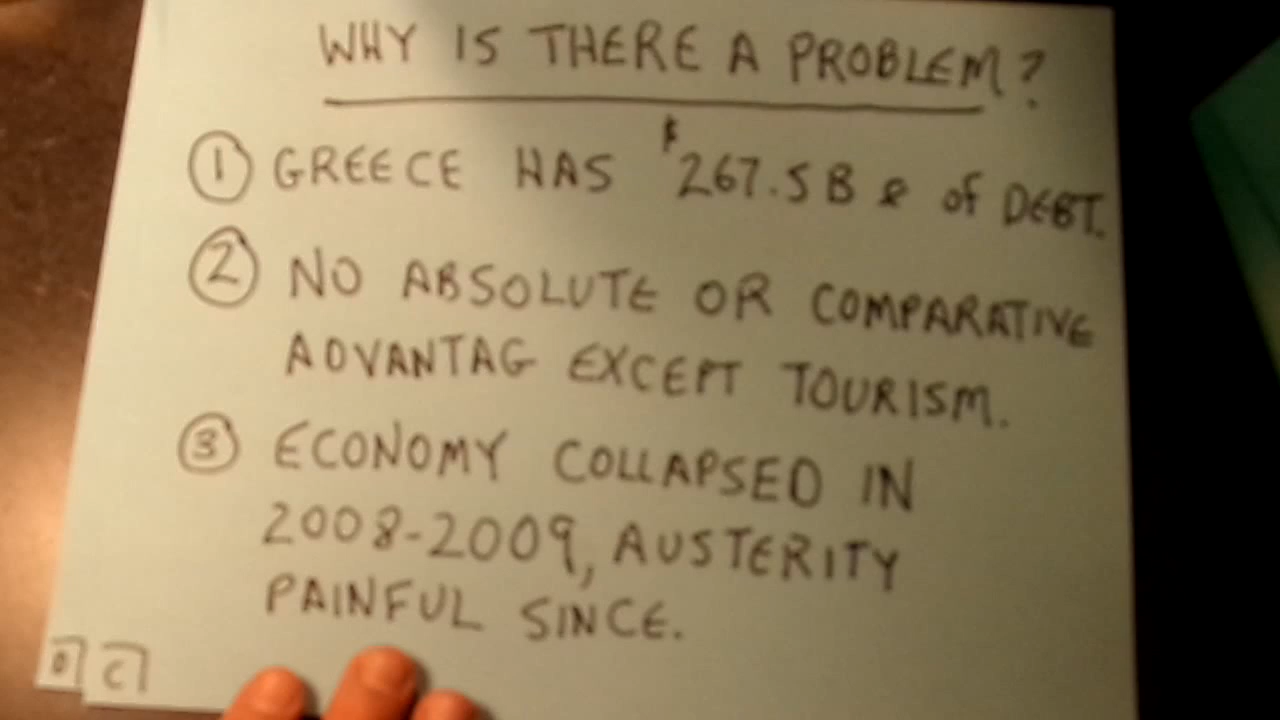 WHY IS THERE A PROBLEM?
① GREECE HAS $267.5 B & of DEBT.
② NO ABSOLUTE OR COMPARATIVE
ADVANTAG EXCEPT TOURISM.
③ ECONOMY COLLAPSED IN
2008-2009, AUSTERITY
PAINFUL SINCE.
C